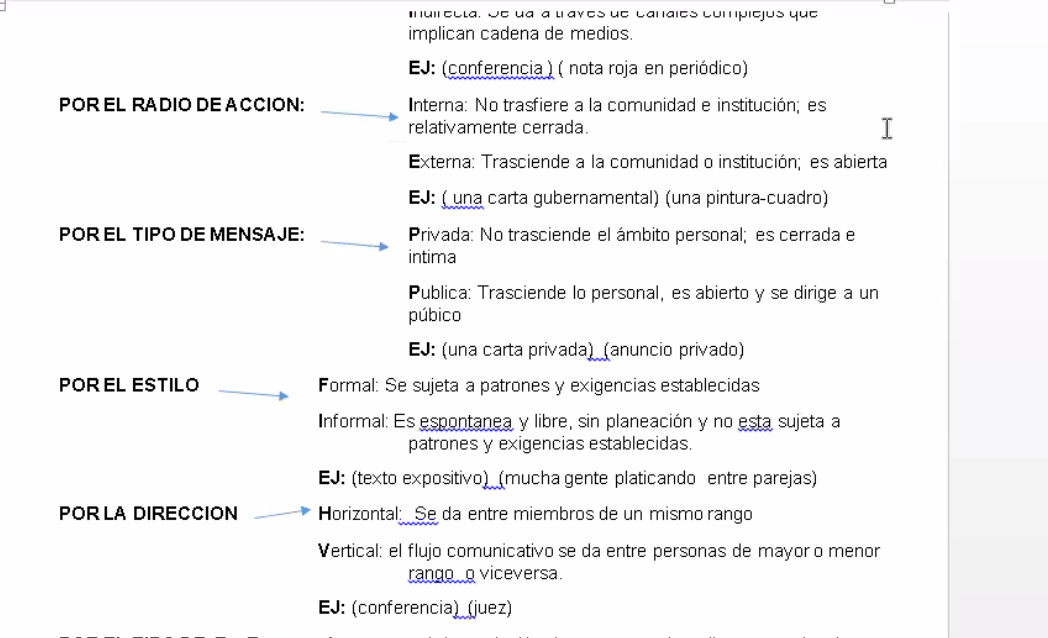 Indirecta: Se da a través de canales complejos que
implican cadena de medios.
EJ: (conferencia ) ( nota roja en periódico)
POR EL RADIO DE ACCION: Interna: No trasfiere a la comunidad e institución; es
relativamente cerrada.
Externa: Trasciende a la comunidad o institución; es abierta
EJ: ( una carta gubernamental) (una pintura-cuadro)
POR EL TIPO DE MENSAJE: Privada: No trasciende el ámbito personal; es cerrada e
intima
Publica: Trasciende lo personal, es abierto y se dirige a un
púbico
EJ: (una carta privada) (anuncio privado)
POR EL ESTILO Formal: Se sujeta a patrones y exigencias establecidas
Informal: Es espontanea y libre, sin planeación y no esta sujeta a
patrones y exigencias establecidas.
EJ: (texto expositivo) (mucha gente platicando entre parejas)
POR LA DIRECCION Horizontal: Se da entre miembros de un mismo rango
Vertical: el flujo comunicativo se da entre personas de mayor o menor
rango o viceversa.
EJ: (conferencia) (juez)